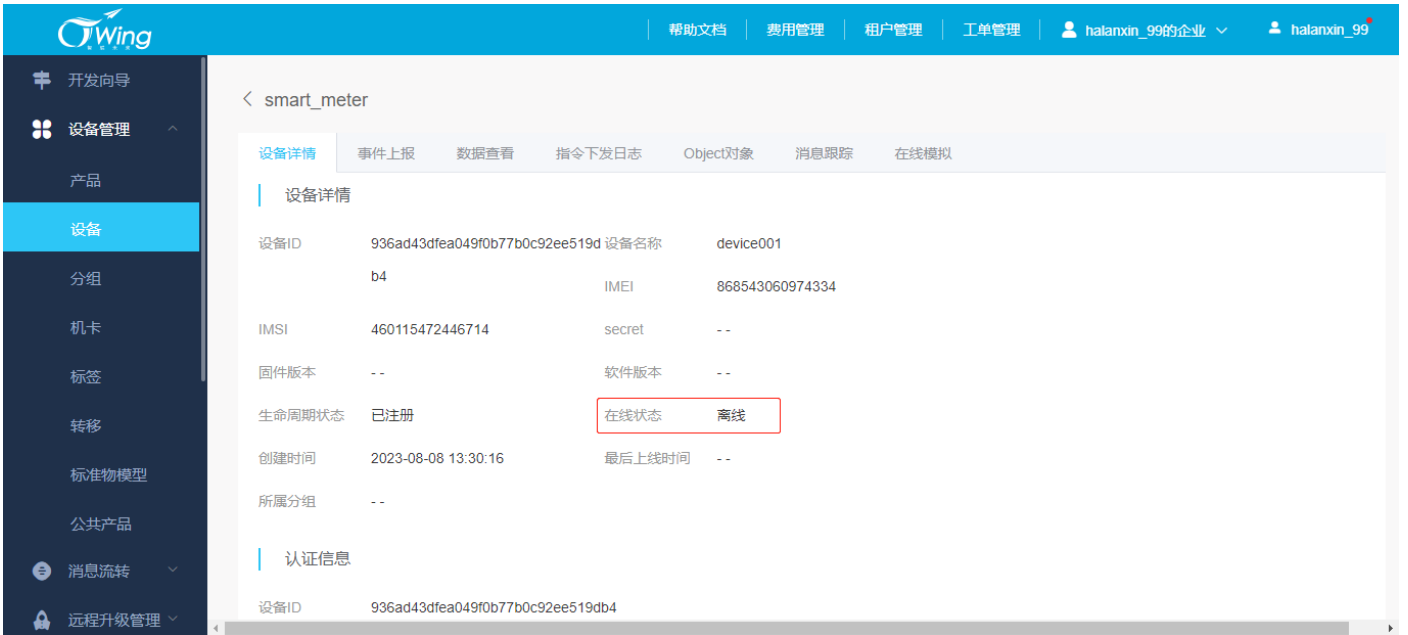 Wing
帮助文档 费用管理 租户管理 工单管理 halanxin_99的企业 halanxin_99
开发向导
设备管理
产品
设备
分组
机卡
标签
转移
标准物模型
公共产品
消息流转
远程升级管理
smart_meter
设备详情 事件上报 数据查看 指令下发日志 Object对象 消息跟踪 在线模拟
设备详情
设备ID 936ad43dfea049f0b77b0c92ee519d 设备名称 device001
b4
IMEI 868543060974334
IMSI 460115472446714 secret - -
固件版本 - - 软件版本 - -
生命周期状态 已注册 在线状态 离线
创建时间 2023-08-08 13:30:16 最后上线时间 - -
所属分组 - -
认证信息
设备ID 936ad43dfea049f0b77b0c92ee519db4